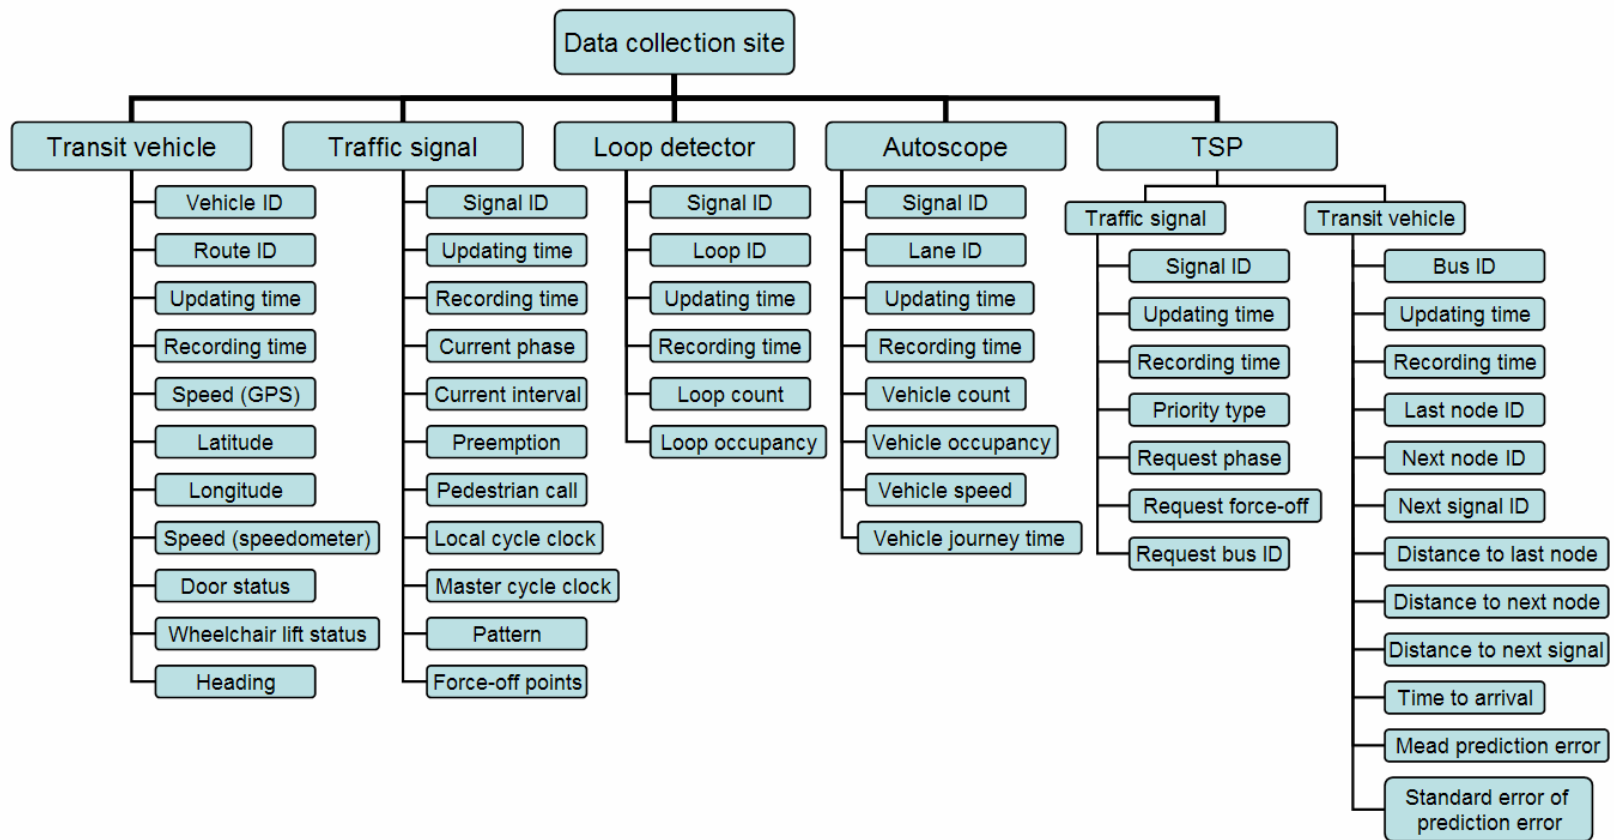 Data collection site
Transit vehicle
Traffic signal
Loop detector
Autoscope
TSP
Vehicle ID
Route ID
Updating time
Recording time
Speed (GPS)
Latitude
Longitude
Speed (speedometer)
Door status
Wheelchair lift status
Heading
Signal ID
Updating time
Recording time
Current phase
Current interval
Preemption
Pedestrian call
Local cycle clock
Master cycle clock
Pattern
Force-off points
Signal ID
Loop ID
Updating time
Recording time
Loop count
Loop occupancy
Signal ID
Lane ID
Updating time
Recording time
Vehicle count
Vehicle occupancy
Vehicle speed
Vehicle journey time
Traffic signal
Signal ID
Updating time
Recording time
Priority type
Request phase
Request force-off
Request bus ID
Transit vehicle
Bus ID
Updating time
Recording time
Last node ID
Next node ID
Next signal ID
Distance to last node
Distance to next node
Distance to next signal
Time to arrival
Mead prediction error
Standard error of
prediction error